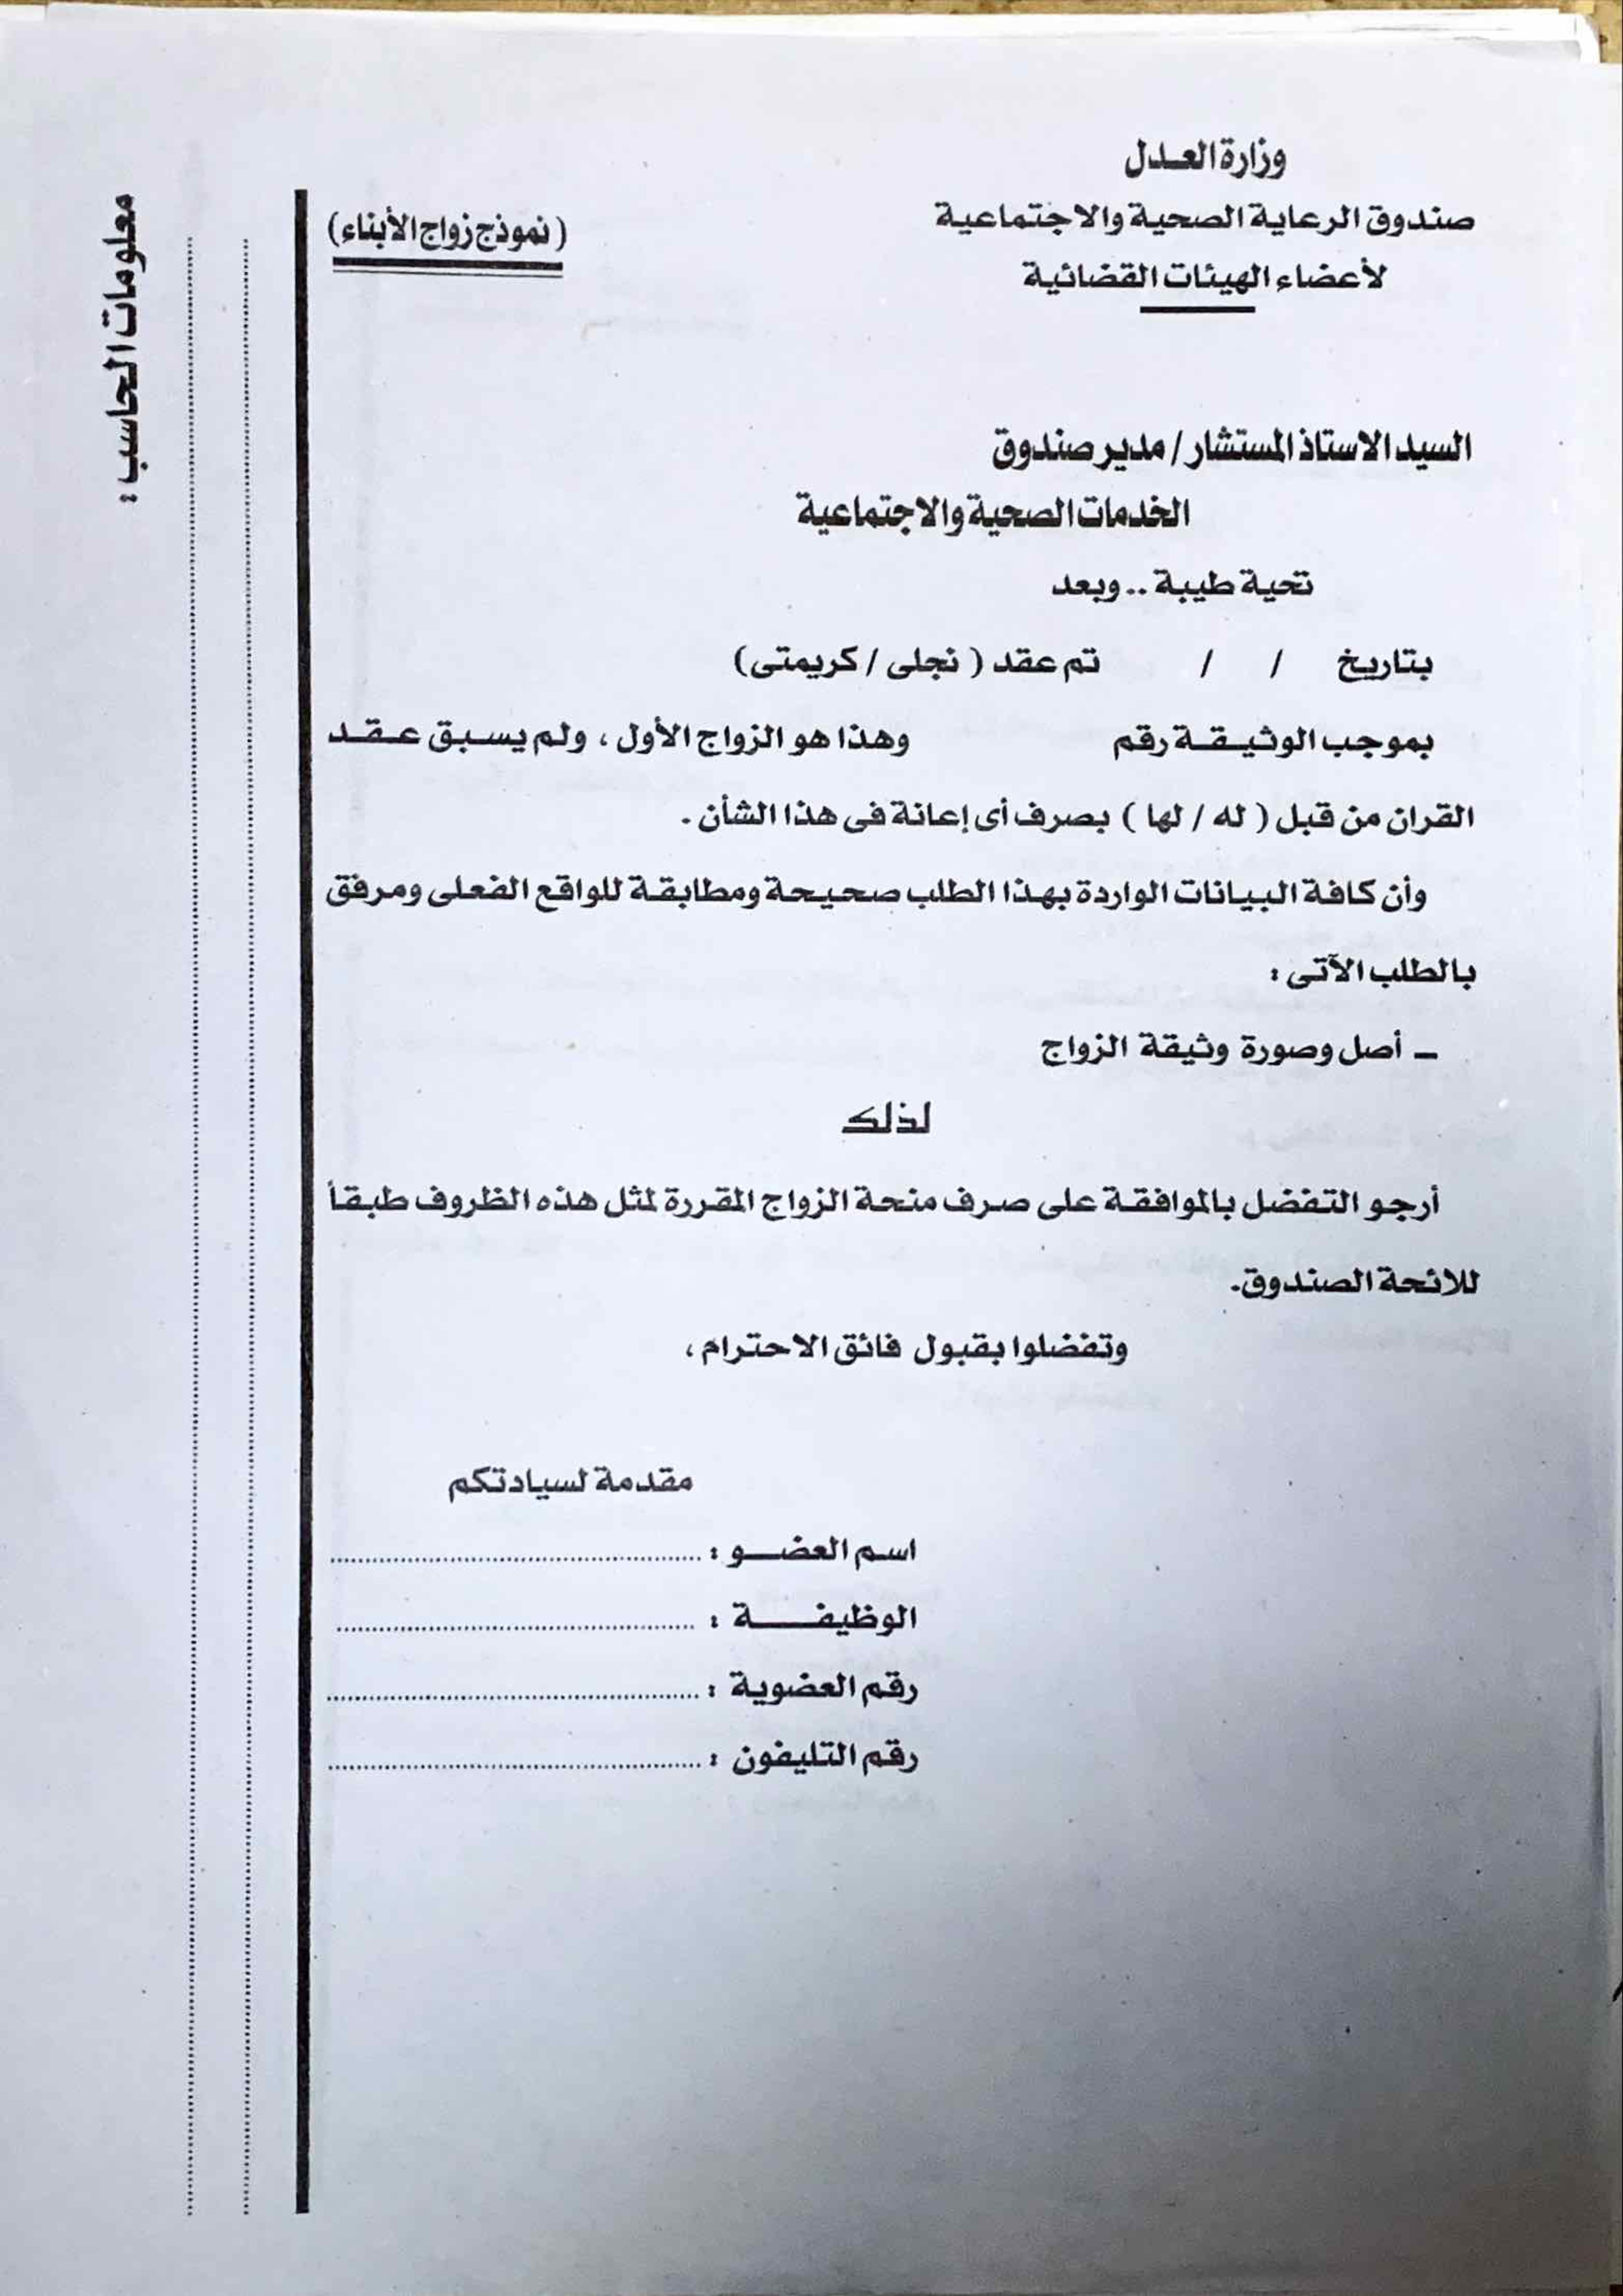 وزارة العدل
صندوق الرعاية الصحية والاجتماعية
لأعضاء الهيئات القضائية
(نموذج زواج الأبناء)
معلومات الحاسب :
السيد الاستاذ المستشار / مدير صندوق
الخدمات الصحية والاجتماعية
تحية طيبة .. وبعد
بتاريخ / / تم عقد ( نجلى / كريمتى )
بموجب الوثيقة رقم وهذا هو الزواج الأول ، ولم يسبق عقد
القران من قبل ( له / لها ) بصرف أى إعانة فى هذا الشأن .
وأن كافة البيانات الواردة بهذا الطلب صحيحة ومطابقة للواقع الفعلى ومرفق
بالطلب الآتى :
– أصل وصورة وثيقة الزواج
لذلك
أرجو التفضل بالموافقة على صرف منحة الزواج المقررة لمثل هذه الظروف طبقاً
للائحة الصندوق.
وتفضلوا بقبول فائق الاحترام ،
مقدمة لسيادتكم
اسم العضو : ........................
الوظيفة : ........................
رقم العضوية : ........................
رقم التليفون : ........................